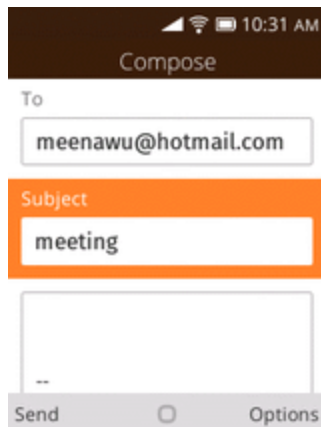 10:31 AM
Compose
To
meenawu@hotmail.com
Subject
meeting
--
Send Options